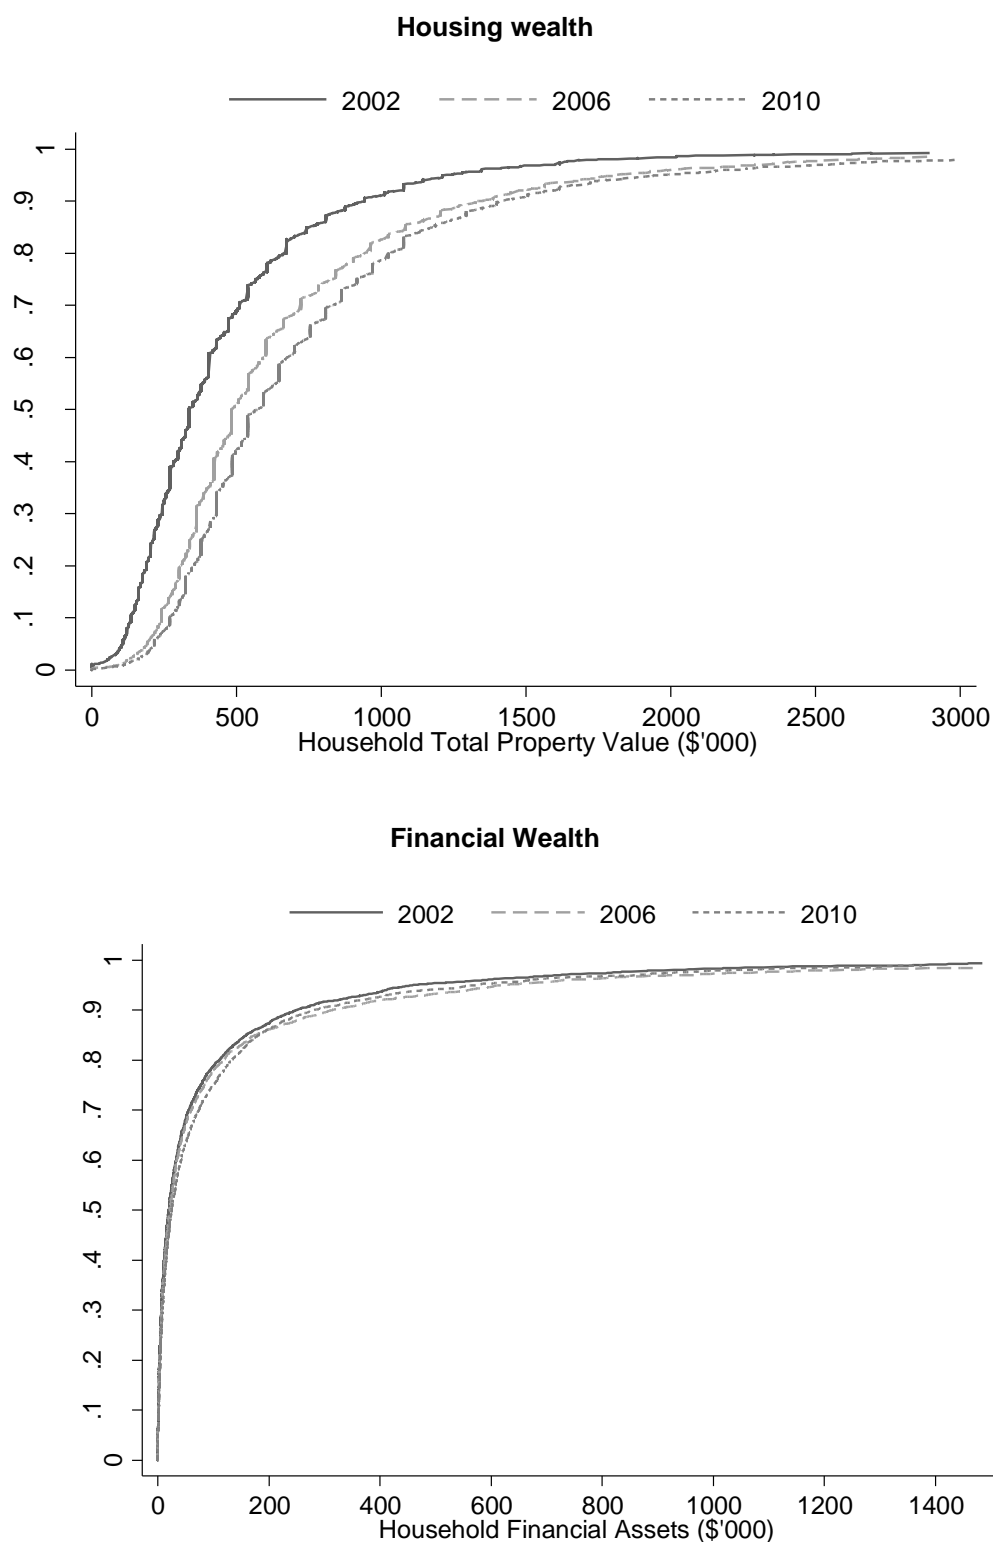 Housing wealth
2002 2006 2010
1
.9
.8
.7
.6
.5
.4
.3
.2
.1
0
0 500 1000 1500 2000 2500 3000
Household Total Property Value ($'000)
Financial Wealth
2002 2006 2010
1
.9
.8
.7
.6
.5
.4
.3
.2
.1
0
0 200 400 600 800 1000 1200 1400
Household Financial Assets ($'000)